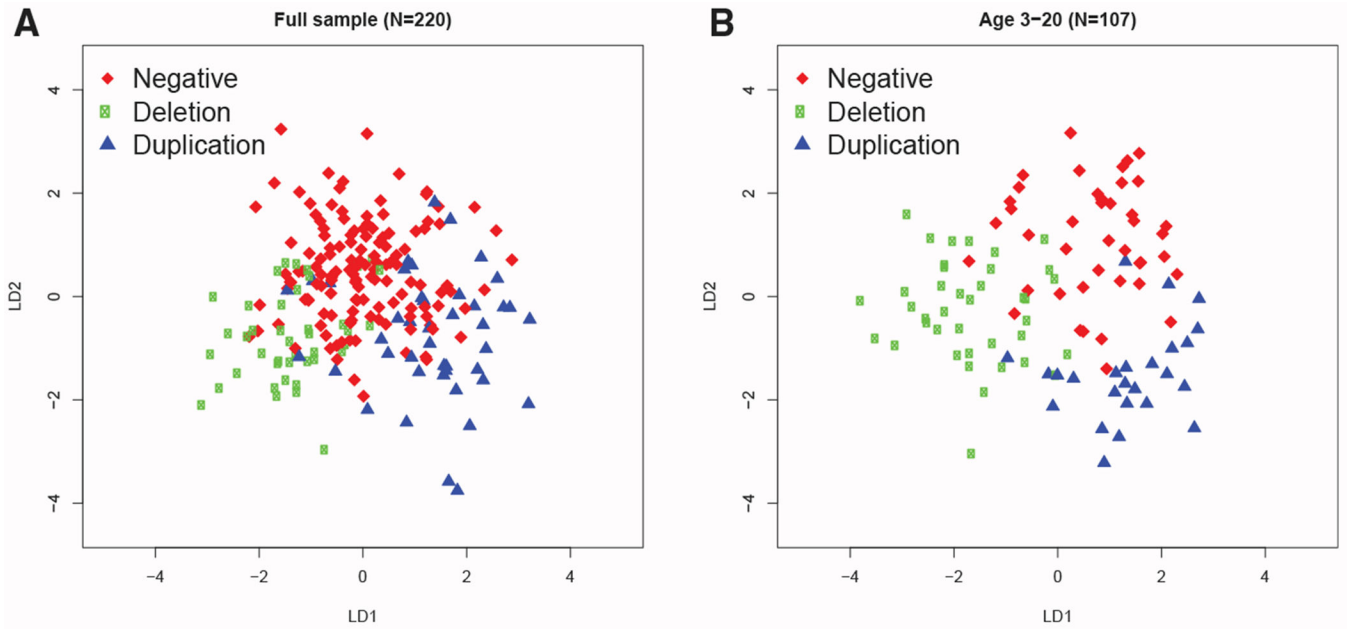 A
Full sample (N=220)
Negative
Deletion
Duplication
4
2
0
−2
−4
LD2
−4 −2 0 2 4
LD1
B
Age 3−20 (N=107)
Negative
Deletion
Duplication
4
2
0
−2
−4
LD2
−4 −2 0 2 4
LD1